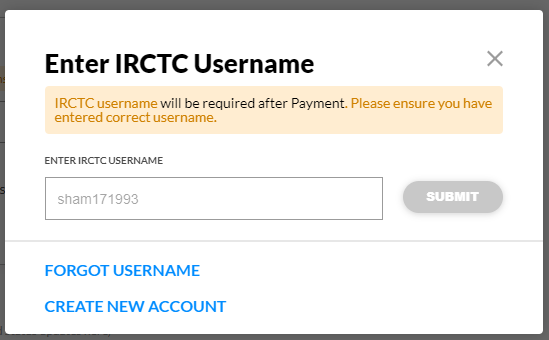 Enter IRCTC Username
IRCTC username will be required after Payment. Please ensure you have
entered correct username.
ENTER IRCTC USERNAME
sham171993
SUBMIT
FORGOT USERNAME
CREATE NEW ACCOUNT